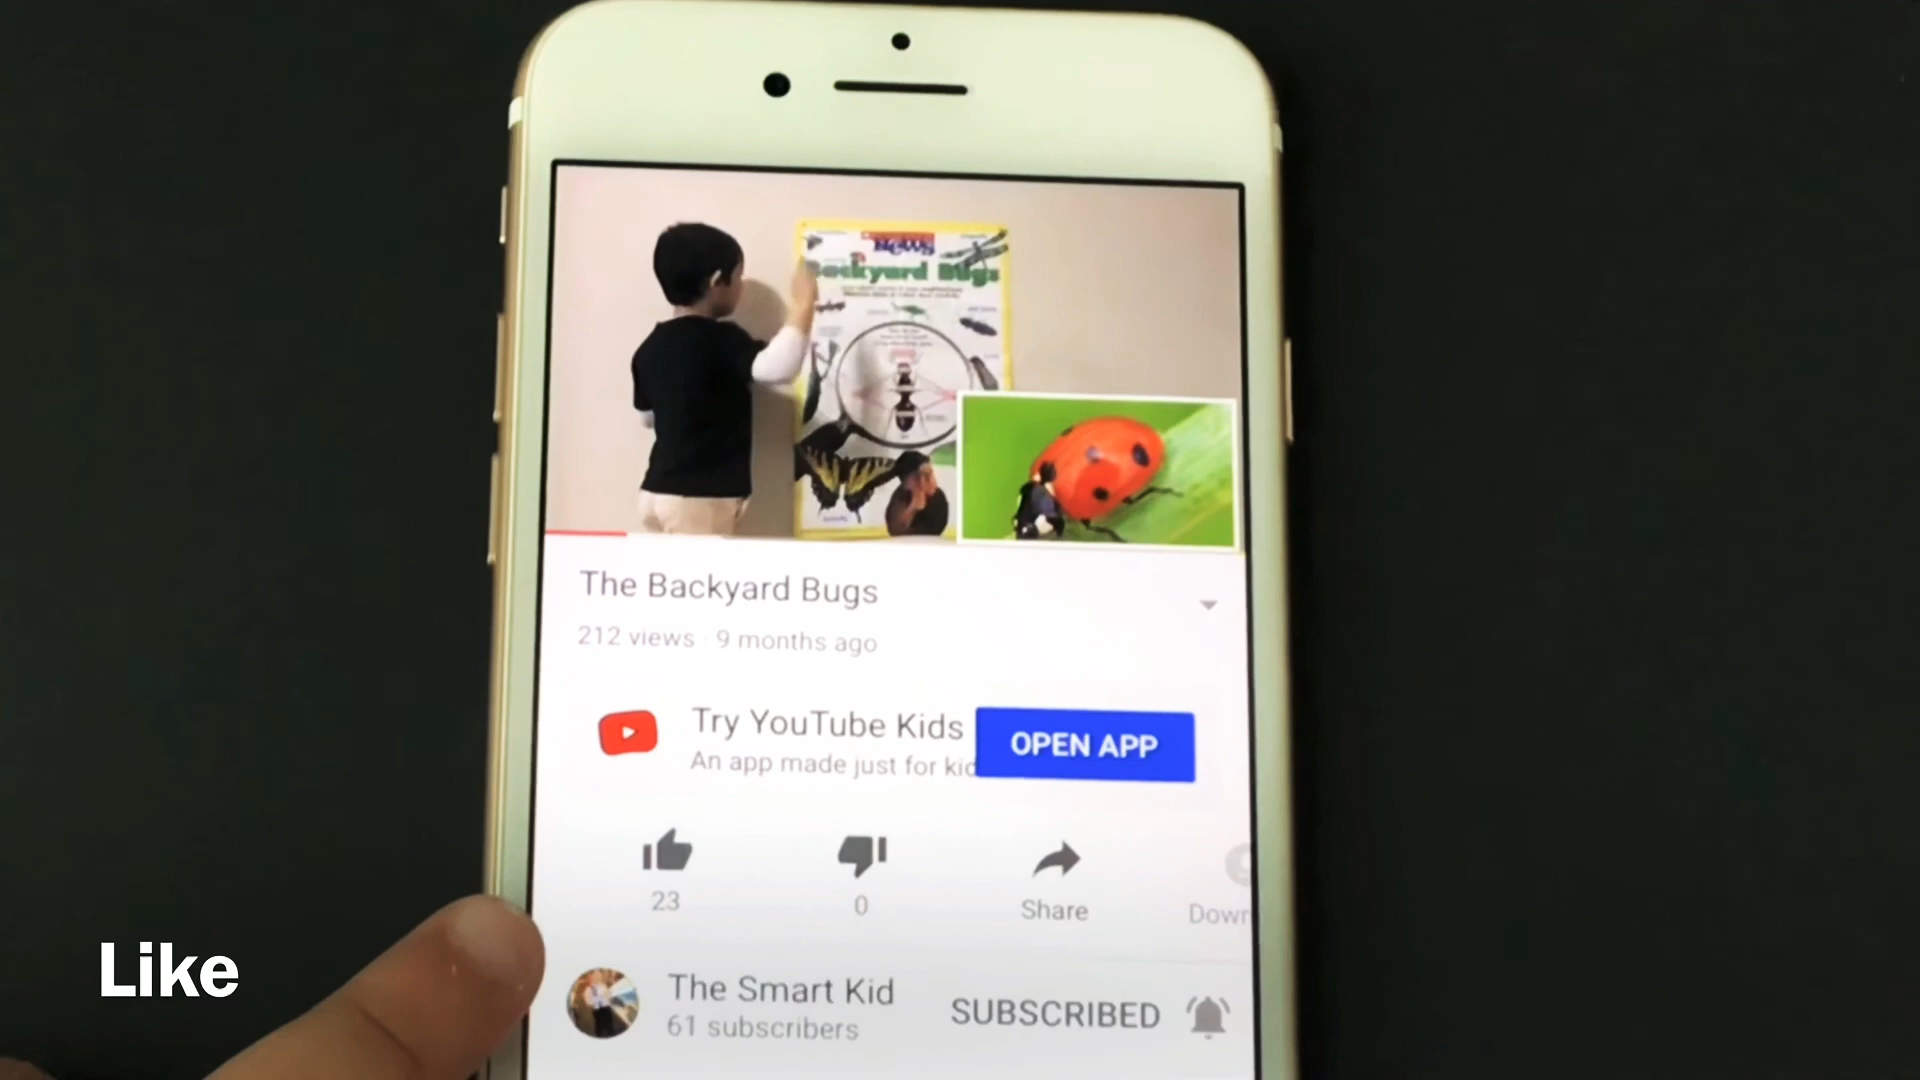 News
Backyard Bugs
The Backyard Bugs
212 views · 9 months ago
Try YouTube Kids
An app made just for kid
OPEN APP
23
0
Share
Down
Like
The Smart Kid
61 subscribers
SUBSCRIBED